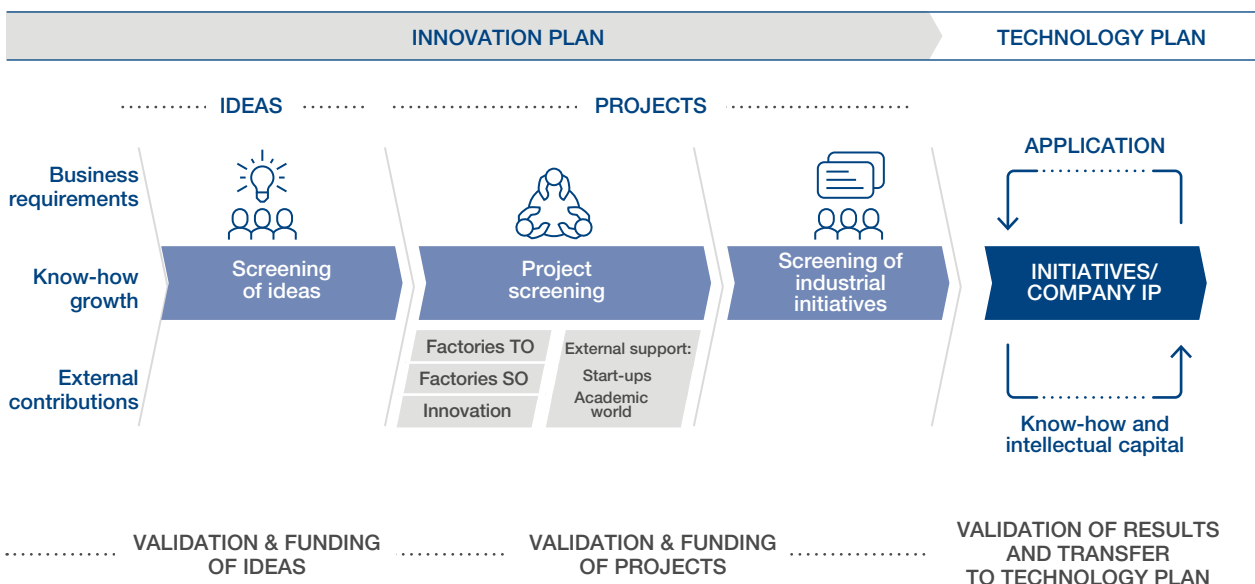 INNOVATION PLAN
TECHNOLOGY PLAN
IDEAS
PROJECTS
Business
requirements
Know-how
growth
External
contributions
Screening
of ideas
Project
screening
Screening of
industrial
initiatives
Factories TO
Factories SO
Innovation
External support:
Start-ups
Academic
world
APPLICATION
INITIATIVES/
COMPANY IP
Know-how and
intellectual capital
VALIDATION & FUNDING
OF IDEAS
VALIDATION & FUNDING
OF PROJECTS
VALIDATION OF RESULTS
AND TRANSFER
TO TECHNOLOGY PLAN